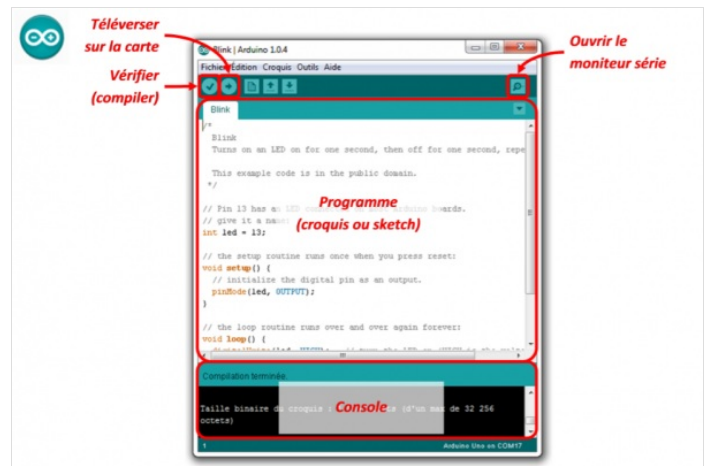 Téléverser
sur la carte
Vérifier
(compiler)
Ouvrir le
moniteur série
Blink | Arduino 1.0.4
Fichier Édition Croquis Outils Aide
Blink
/*
Blink
Turns on an LED on for one second, then off for one second, repe
This example code is in the public domain.
*/
// Pin 13 has an LED boards.
// give it a name:
int led = 13;
Programme
(croquis ou sketch)
// the setup routine runs once when you press reset:
void setup() {
// initialize the digital pin as an output.
pinMode(led, OUTPUT);
}
// the loop routine runs over and over again forever:
void loop() {
Compilation terminée.
Taille binaire du croquis : (d'un max de 32 256
octets)
Console
1
Arduino Uno on COM17